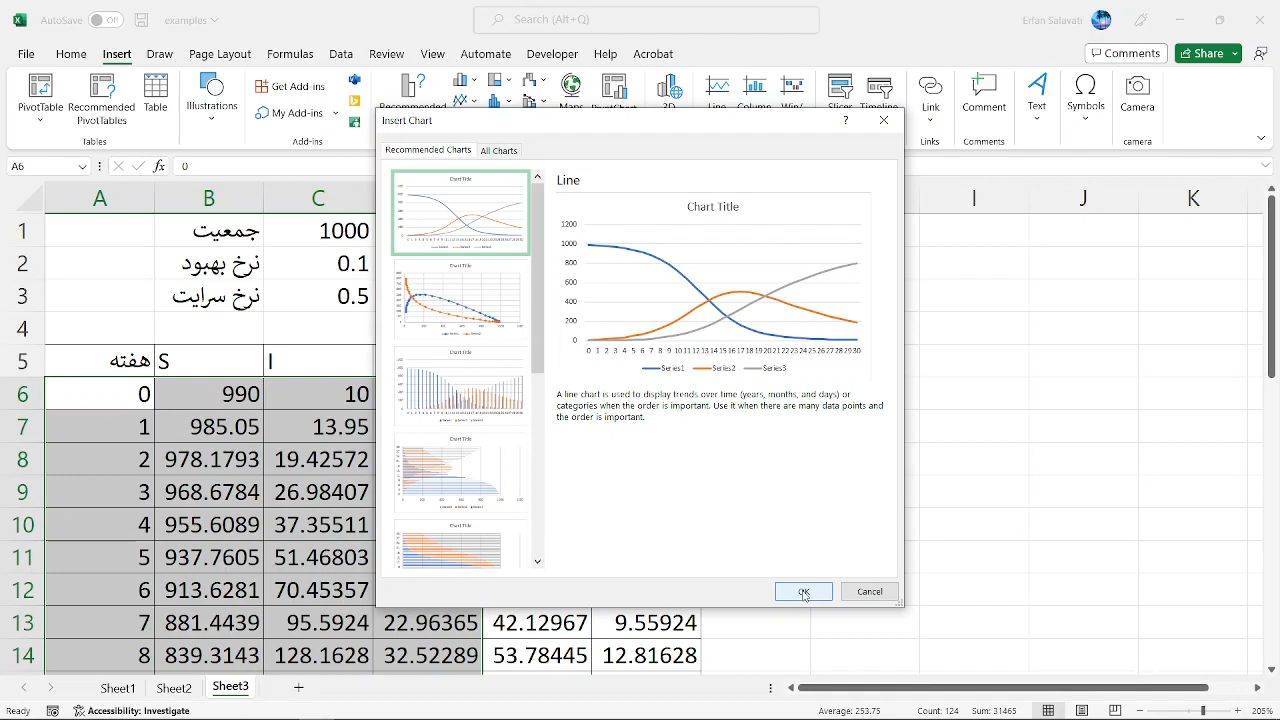 AutoSave Off examples Search (Alt+Q) Erfan Salavati
File Home Insert Draw Page Layout Formulas Data Review View Automate Developer Help Acrobat Comments Share
PivotTable Recommended PivotTables Table Illustrations Get Add-ins My Add-ins Link Comment Text Symbols Camera
Tables Add-ins Links Comments camera
Insert Chart ?
Recommended Charts All Charts
A6 fx 0
Line
Chart Title
1200
1000
800
600
400
200
0
0 1 2 3 4 5 6 7 8 9 10 11 12 13 14 15 16 17 18 19 20 21 22 23 24 25 26 27 28 29 30
Series1 Series2 Series3
A line chart is used to display trends over time (years, months, and days) or
categories when the order is important. Use it when there are many data points and
the order is important.
Chart Title
Chart Title
Chart Title
Chart Title
Chart Title
OK Cancel
A B C I J K
1 جمعیت 1000
2 نرخ بهبود 0.1
3 نرخ سرایت 0.5
4
5 هفته S I
6 0 990 10
7 1 985.05 13.95
8 2 978.1793 19.42572
9 3 968.6784 26.98407
10 4 955.6089 37.35511
11 5 937.7605 51.46803
12 6 913.6281 70.45357
13 7 881.4439 95.5924 22.96365 42.12967 9.55924
14 8 839.3143 128.1628 32.52289 53.78445 12.81628
Sheet1 Sheet2 Sheet3
Ready Accessibility: Investigate Average: 253.75 Count: 124 Sum: 31465 205%